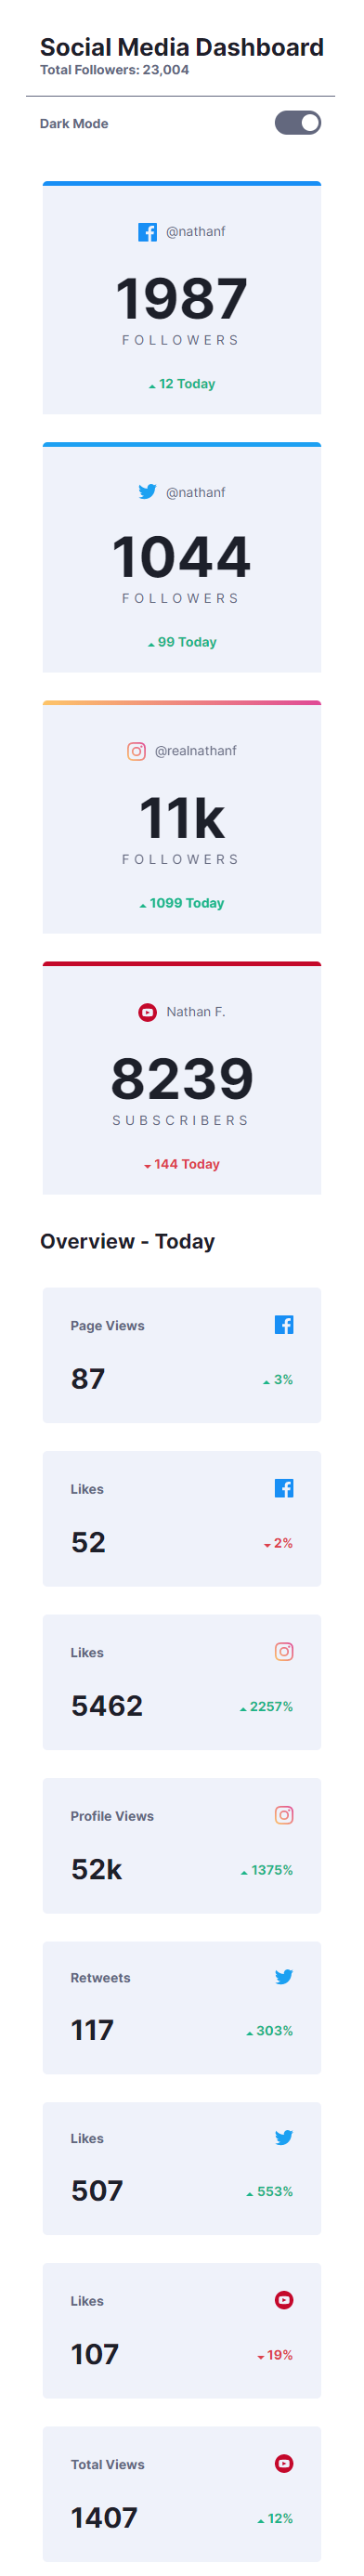 Social Media Dashboard
Total Followers: 23,004
Dark Mode
@nathanf
1987
FOLLOWERS
12 Today
@nathanf
1044
FOLLOWERS
99 Today
@realnathanf
11k
FOLLOWERS
1099 Today
Nathan F.
8239
SUBSCRIBERS
144 Today
Overview - Today
Page Views
87
3%
Likes
52
2%
Likes
5462
2257%
Profile Views
52k
1375%
Retweets
117
303%
Likes
507
553%
Likes
107
19%
Total Views
1407
12%